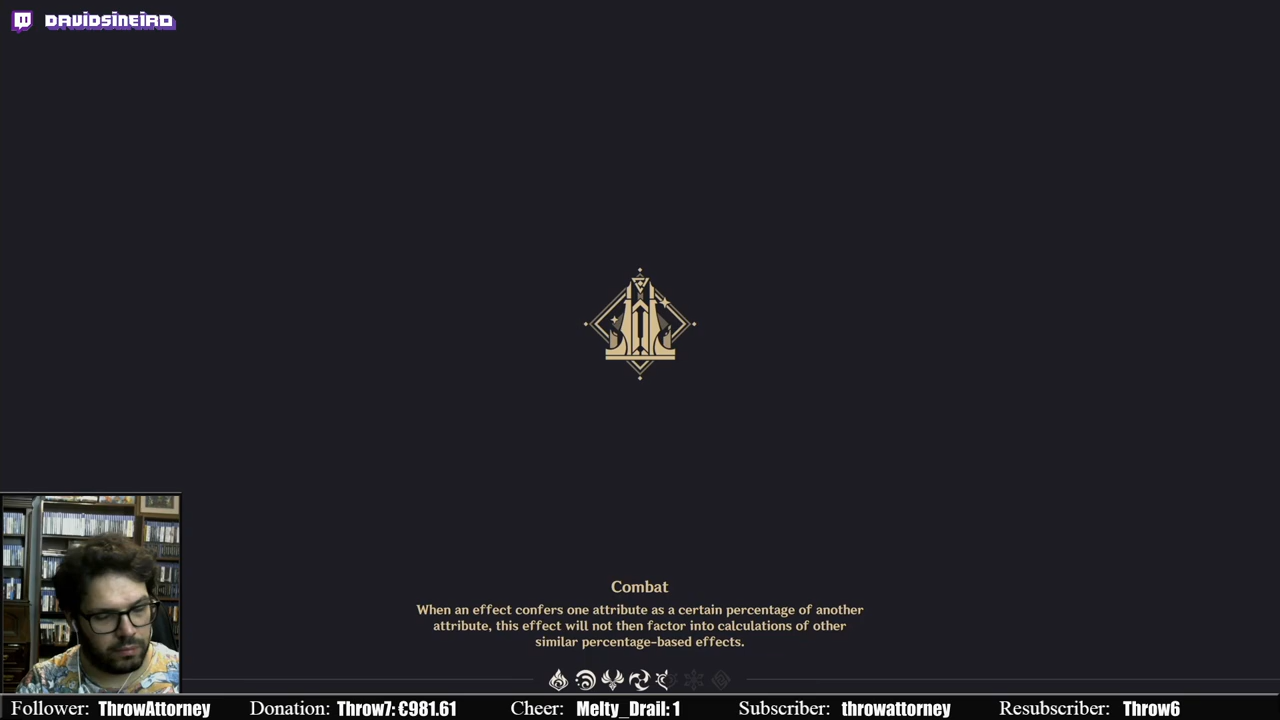 DAVIDSINEIRO
Combat
When an effect confers one attribute as a certain percentage of another
attribute, this effect will not then factor into calculations of other
similar percentage-based effects.
Follower: ThrowAttorney Donation: Throw7: €981.61 Cheer: Melty_Drail: 1 Subscriber: throwattorney Resubscriber: Throw6